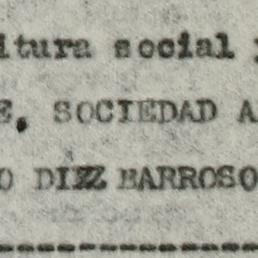 itura social y
E, SOCIEDAD A
O DIZZ BARROSO